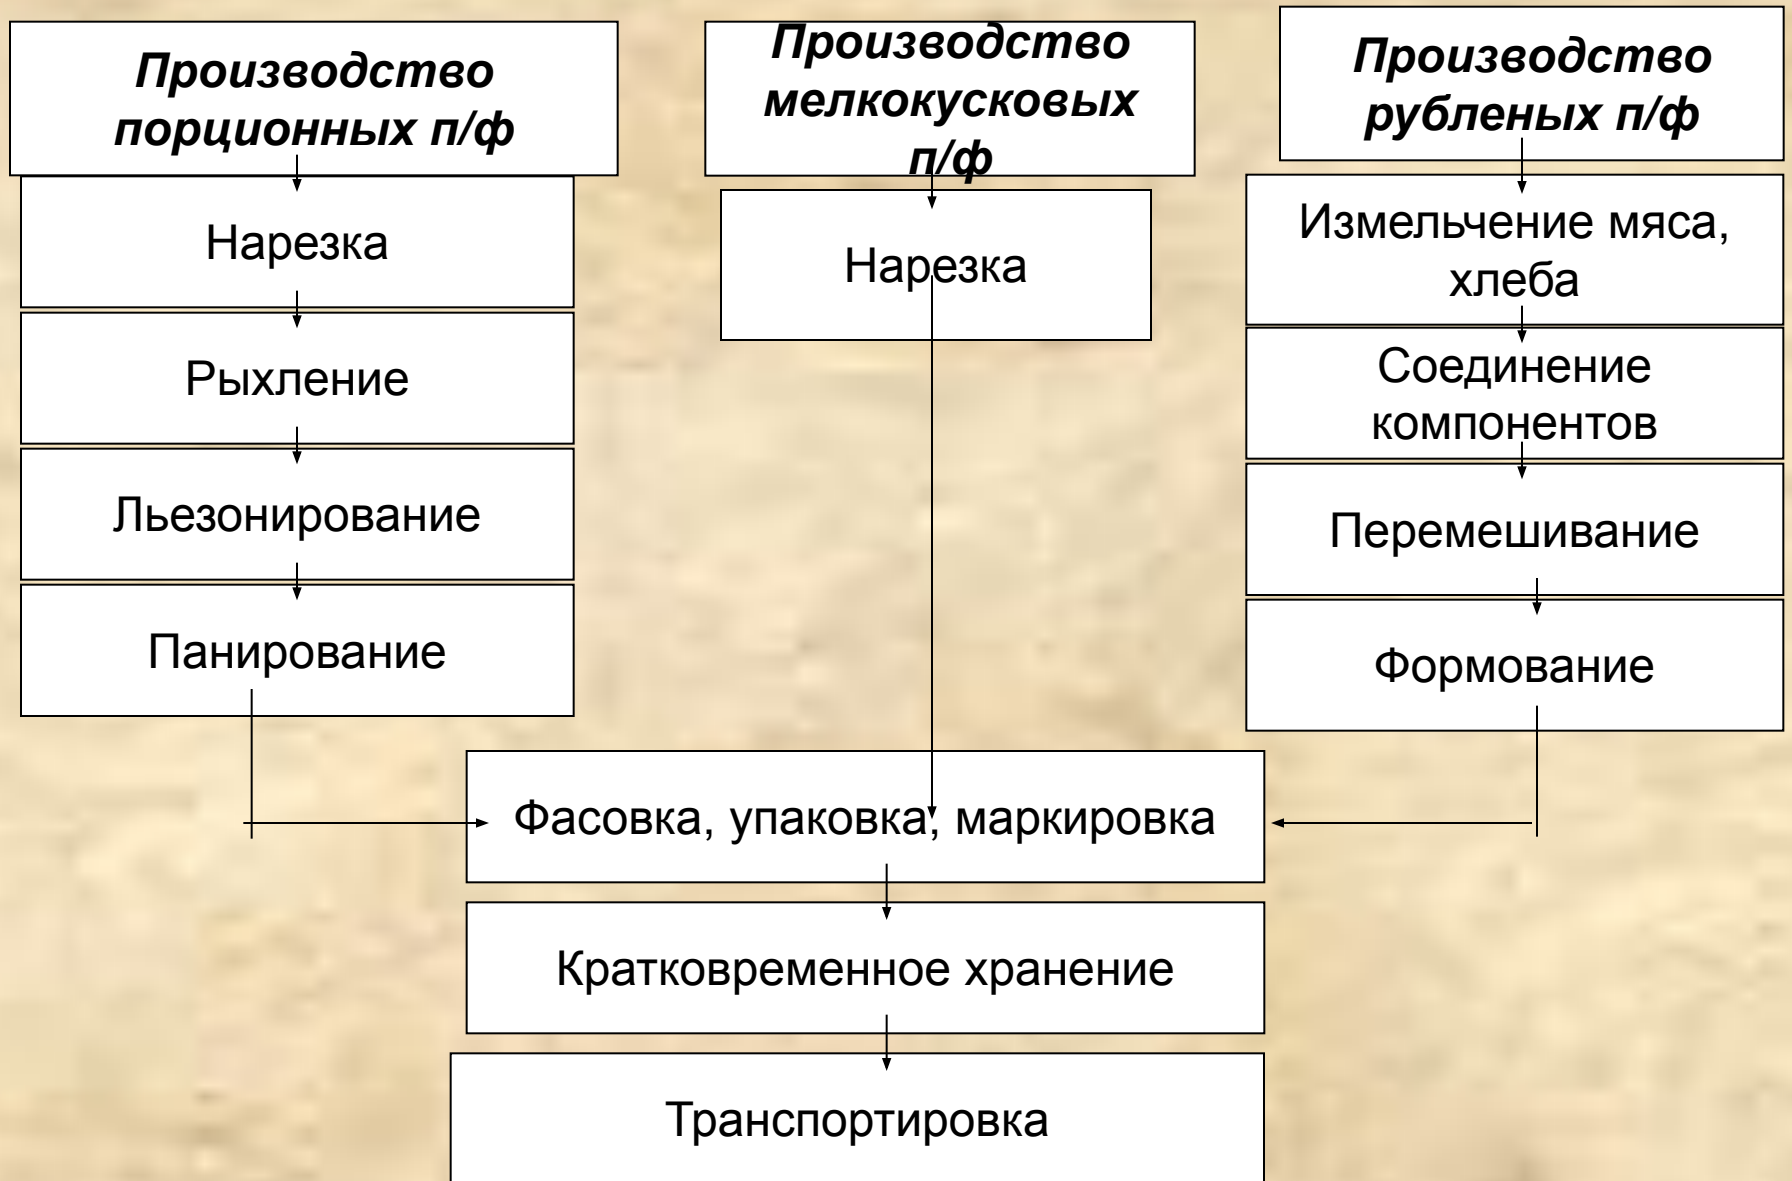 Производство
порционных п/ф
Нарезка
Рыхление
Льезонирование
Панирование
Производство
мелкокусковых
п/ф
Нарезка
Производство
рубленых п/ф
Измельчение мяса,
хлеба
Соединение
компонентов
Перемешивание
Формование
Фасовка, упаковка, маркировка
Кратковременное хранение
Транспортировка